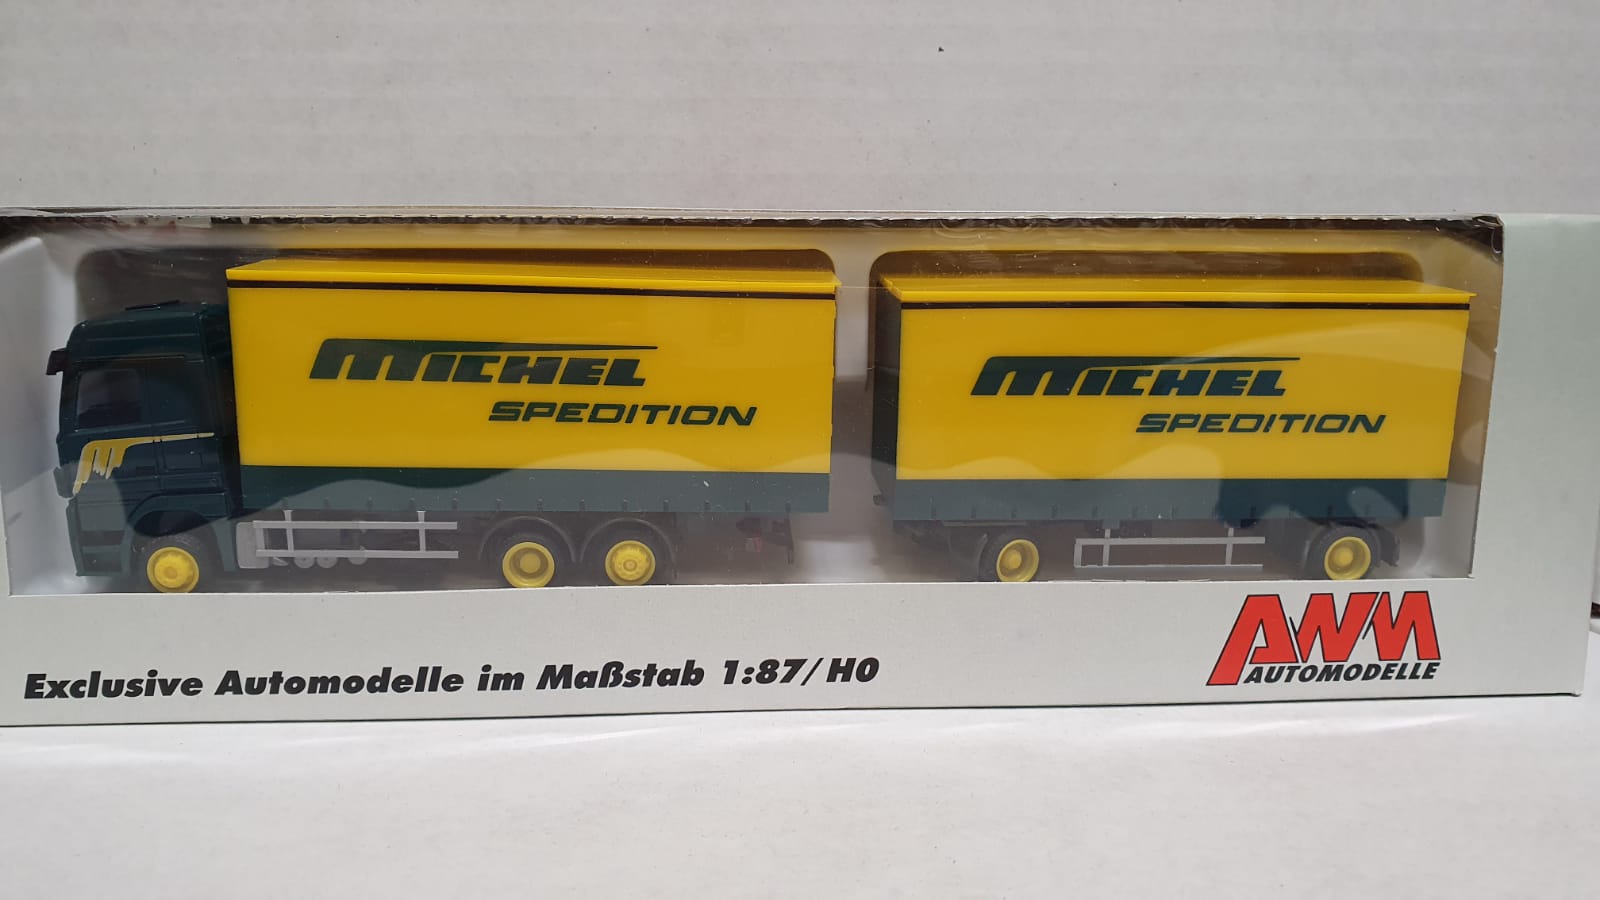 MICHEL
SPEDITION
MICHEL
SPEDITION
Exclusive Automodelle im Maßstab 1:87/H0
AWM
AUTOMODELLE